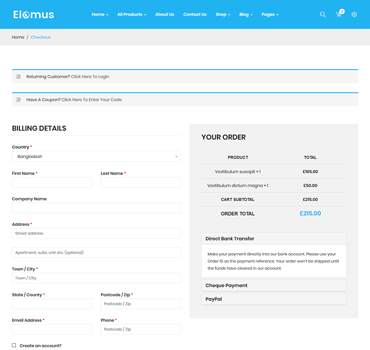 Elomus
Home All Products About Us Contact Us Shop Blog Pages
Home / Checkout
Returning Customer? Click Here To Login
Have A Coupon? Click Here To Enter Your Code
BILLING DETAILS
Country *
Bangladesh
First Name * Last Name *
Company Name
Address *
Street address
Apartment, suite, unit etc. (optional)
Town / City *
Town / City
State / County * Postcode / Zip *
Postcode / Zip
Email Address * Phone *
Postcode / Zip
Create an account?
YOUR ORDER
PRODUCT TOTAL
Vestibulum suscipit × 1 £165.00
Vestibulum dictum magna × 1 £50.00
CART SUBTOTAL £215.00
ORDER TOTAL £215.00
Direct Bank Transfer
Make your payment directly into our bank account. Please use your
Order ID as the payment reference. Your order won't be shipped until
the funds have cleared in our account.
Cheque Payment
PayPal